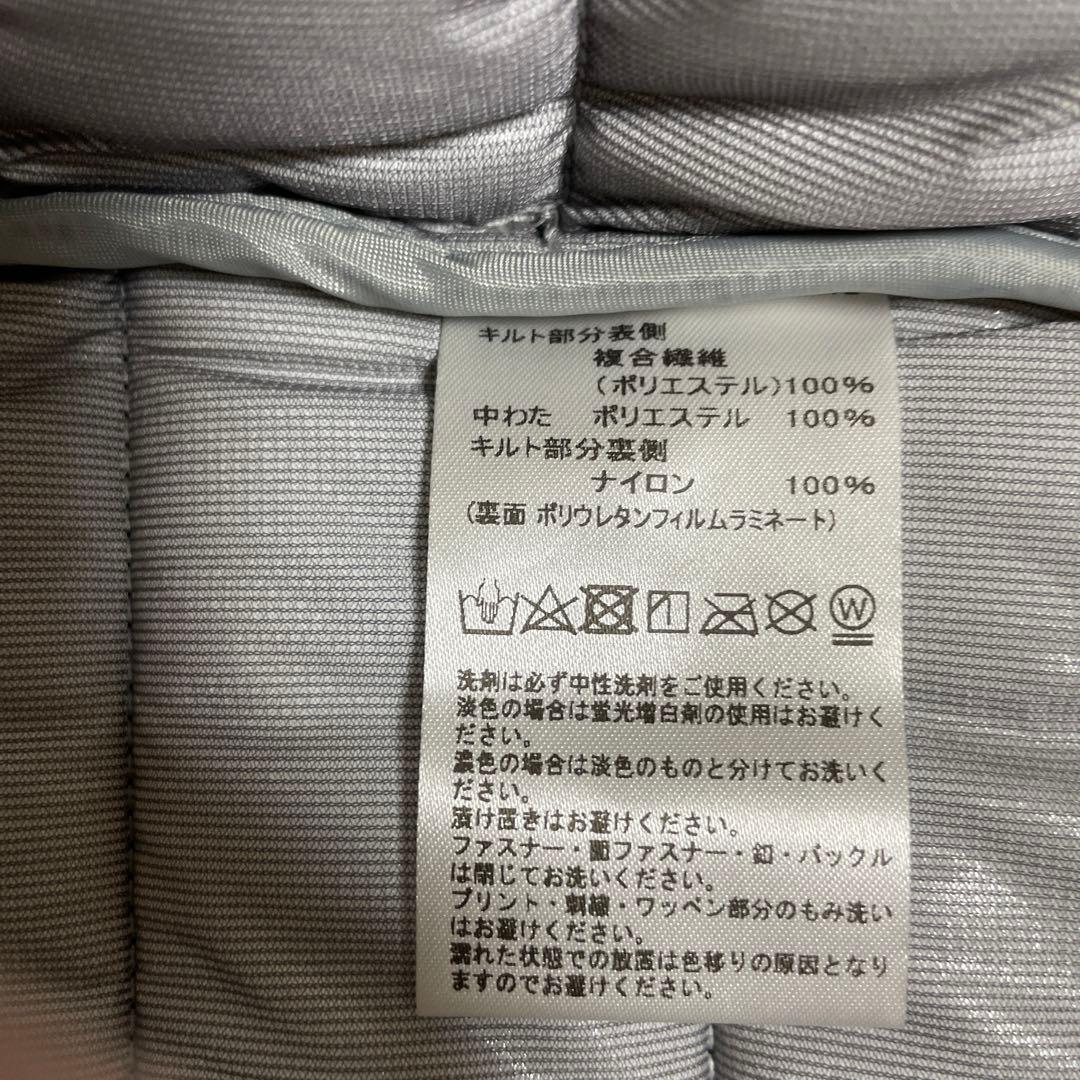 キルト部分表側
複合繊維
(ポリエステル)100%
中わた ポリエステル 100%
キルト部分裏側
ナイロン 100%
(裏面 ポリウレタンフィルムラミネート)
W
洗剤は必ず中性洗剤をご使用ください。
淡色の場合は蛍光増白剤の使用はお避けく
ださい。
濃色の場合は淡色のものと分けてお洗いく
ださい。
漬け置きはお避けください。
ファスナー・面ファスナー・釦・バックル
は閉じてお洗いください。
プリント・刺繍・ワッペン部分のもみ洗い
はお避けください。
濡れた状態での放置は色移りの原因となり
ますのでお避けください。